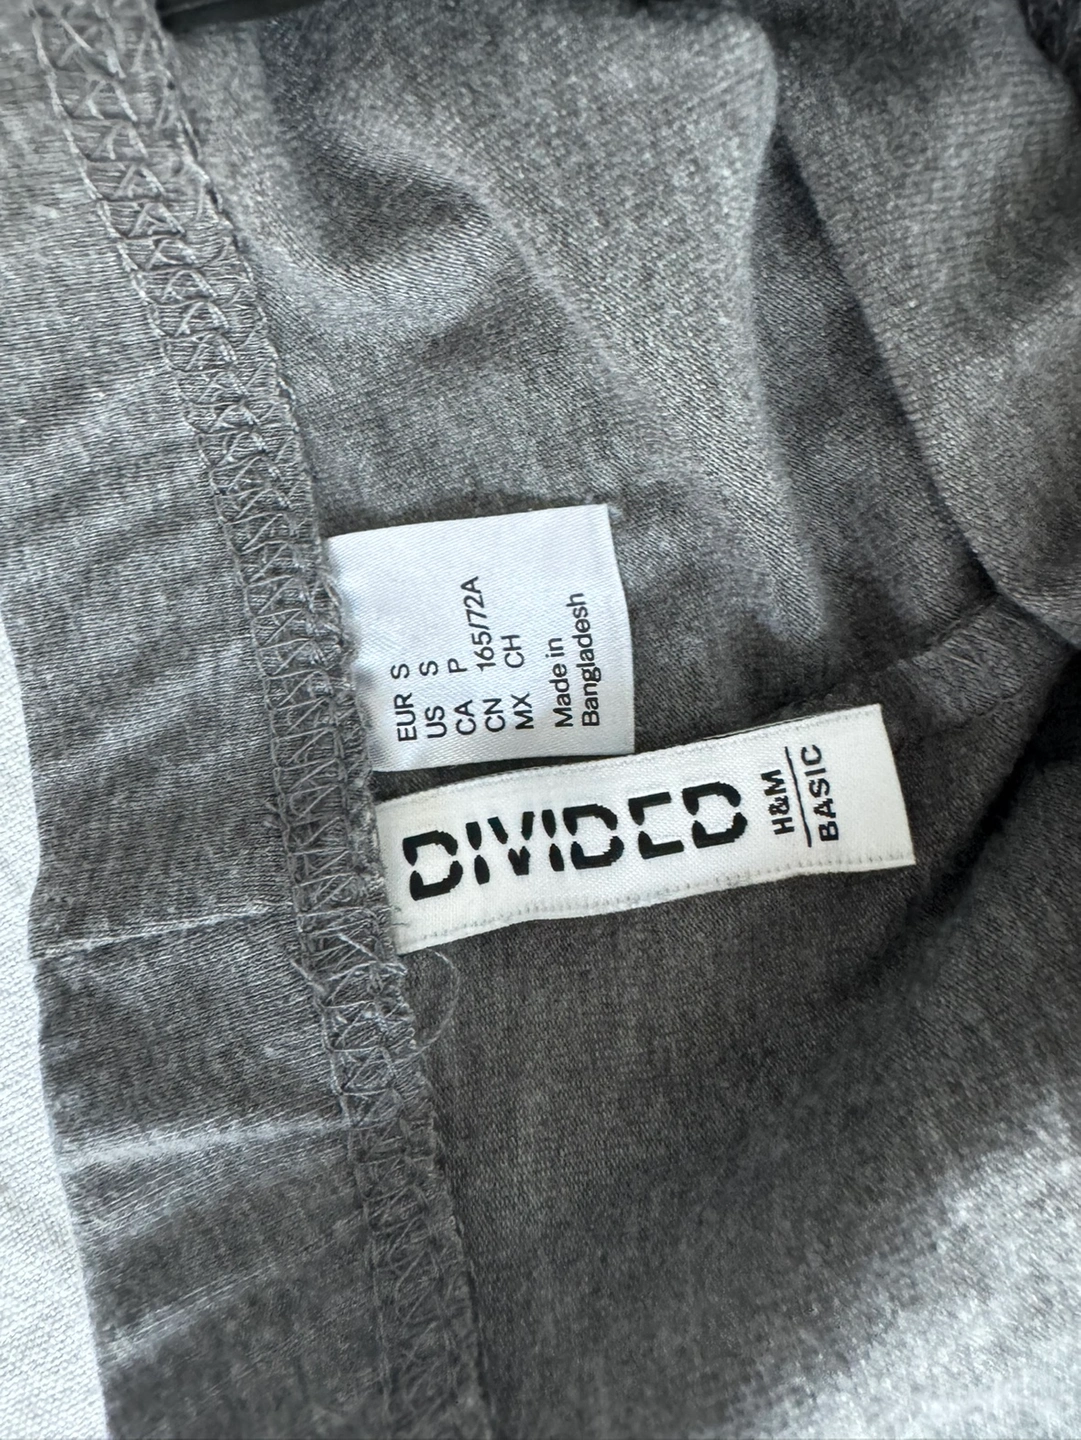 EUR S
US S
CA P
CN 165/72A
MX CH
Made in
Bangladesh
DIVIDED
H&M
BASIC